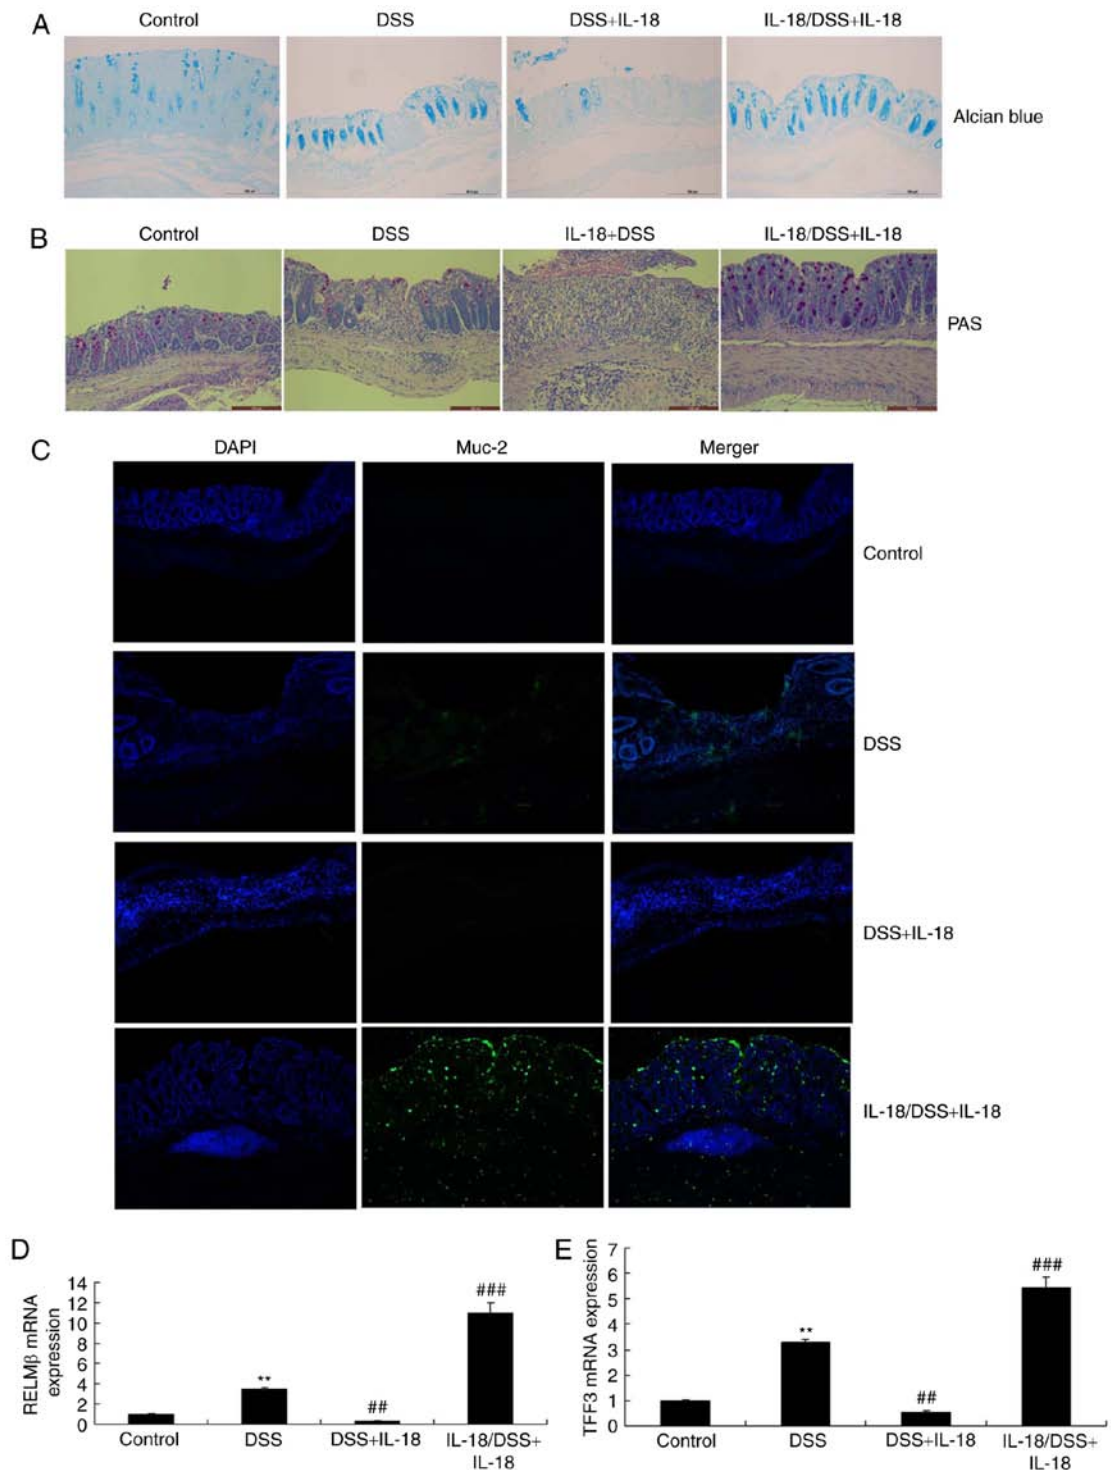 A
Control
DSS
DSS+IL-18
IL-18/DSS+IL-18
Alcian blue
B
Control
DSS
IL-18+DSS
IL-18/DSS+IL-18
PAS
C
DAPI
Muc-2
Merger
Control
DSS
DSS+IL-18
IL-18/DSS+IL-18
D
RELMβ mRNA
expression
14
12
10
8
6
4
2
0
**
##
###
Control
DSS
DSS+IL-18
IL-18/DSS+
IL-18
E
TFF3 mRNA expression
7
6
5
4
3
2
1
0
**
##
###
Control
DSS
DSS+IL-18
IL-18/DSS+
IL-18